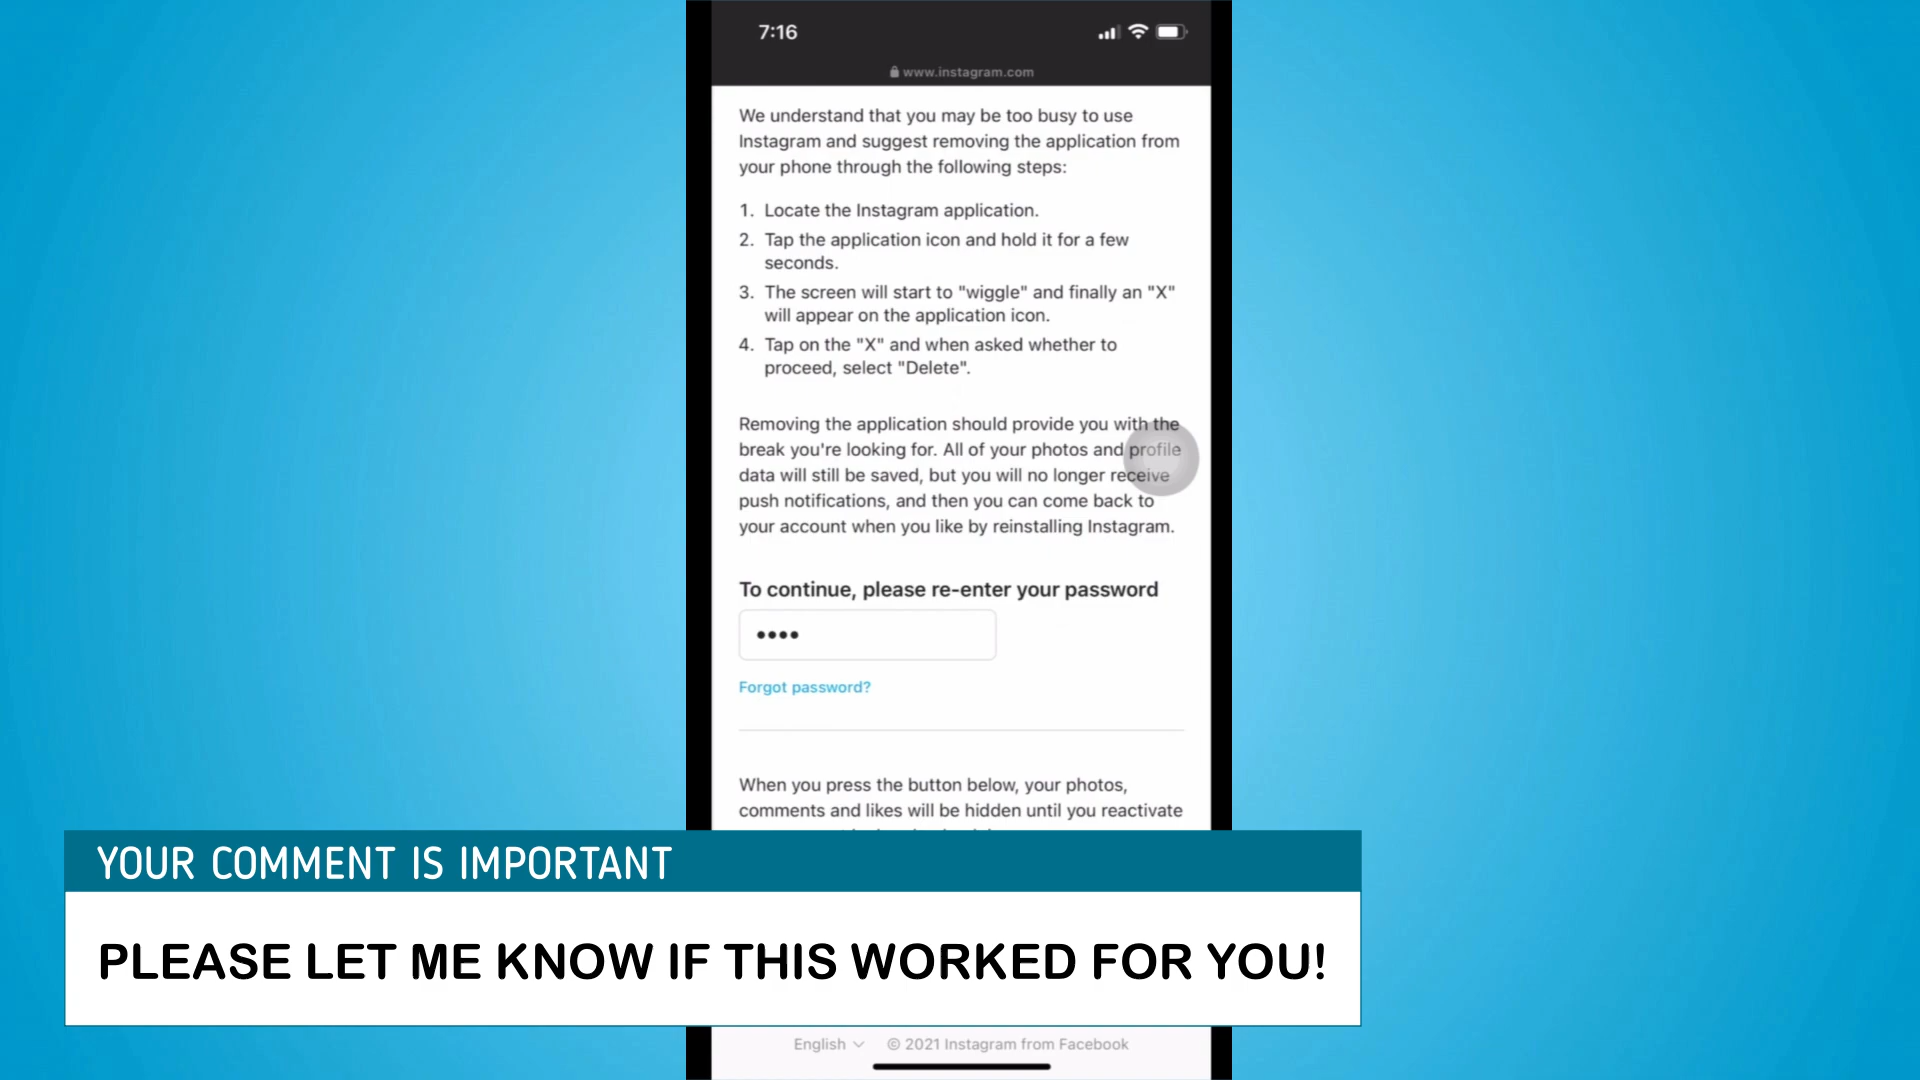 7:16
www.instagram.com
We understand that you may be too busy to use
Instagram and suggest removing the application from
your phone through the following steps:
1. Locate the Instagram application.
2. Tap the application icon and hold it for a few
seconds.
3. The screen will start to "wiggle" and finally an "X"
will appear on the application icon.
4. Tap on the "X" and when asked whether to
proceed, select "Delete".
Removing the application should provide you with the
break you're looking for. All of your photos and profile
data will still be saved, but you will no longer receive
push notifications, and then you can come back to
your account when you like by reinstalling Instagram.
To continue, please re-enter your password
••••
Forgot password?
When you press the button below, your photos,
comments and likes will be hidden until you reactivate
YOUR COMMENT IS IMPORTANT
PLEASE LET ME KNOW IF THIS WORKED FOR YOU!
English © 2021 Instagram from Facebook